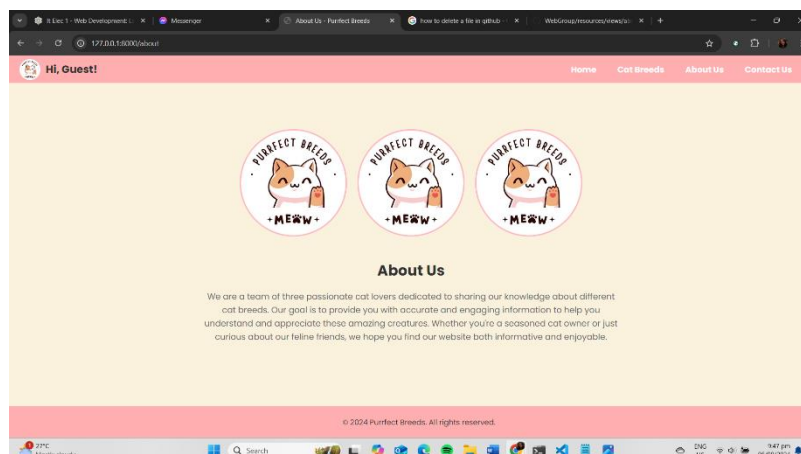 It Elec 1 - Web Development: L
Messenger
About Us - Purrfect Breeds
how to delete a file in github
WebGroup/resources/views/ab
127.0.0.1:8000/about
Hi, Guest!
Home Cat Breeds About Us Contact Us
PURRFECT BREEDS PURRFECT BREEDS PURRFECT BREEDS
MEOW MEOW MEOW
About Us
We are a team of three passionate cat lovers dedicated to sharing our knowledge about different
cat breeds. Our goal is to provide you with accurate and engaging information to help you
understand and appreciate these amazing creatures. Whether you're a seasoned cat owner or just
curious about our feline friends, we hope you find our website both informative and enjoyable.
© 2024 Purrfect Breeds. All rights reserved.
27°C
Search
ENG
9:47 pm